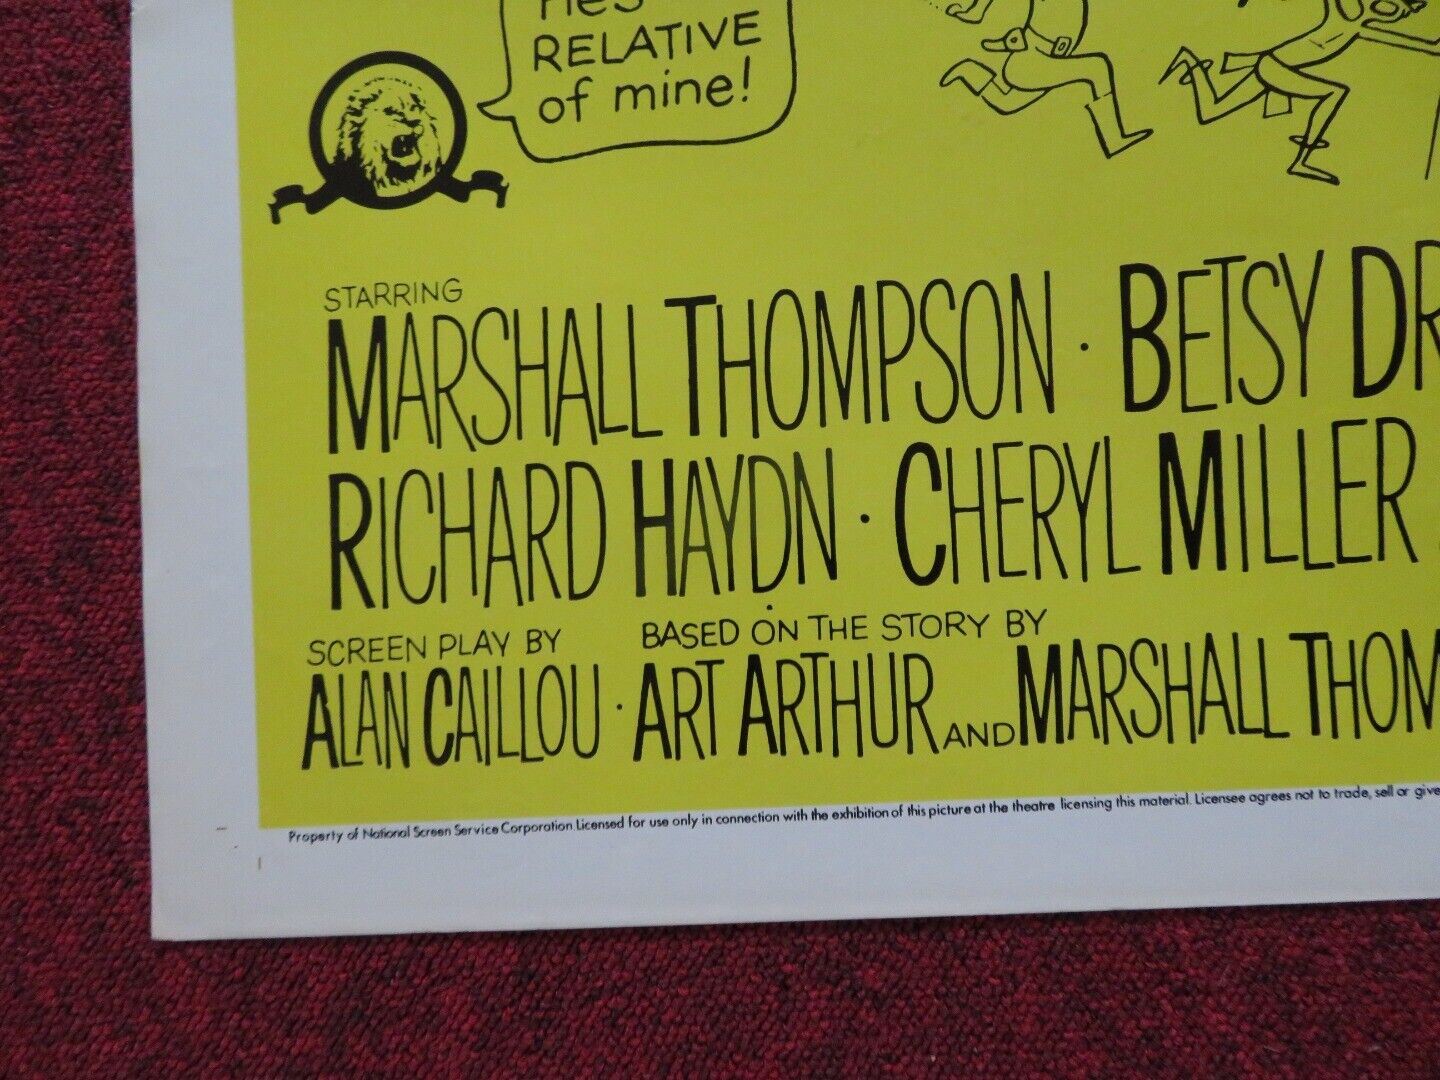 RELATIVE
of mine!
STARRING
MARSHALL THOMPSON · BETSY
RICHARD HAYDN · CHERYL MILLER
SCREEN PLAY BY BASED ON THE STORY BY
ALAN CAILLOU · ART ARTHUR AND MARSHALL
Property of National Screen Service Corporation Licensed for use only in connection with the exhibition of this picture at the theatre licensing this material. Licensee agrees not to trade, sell or give